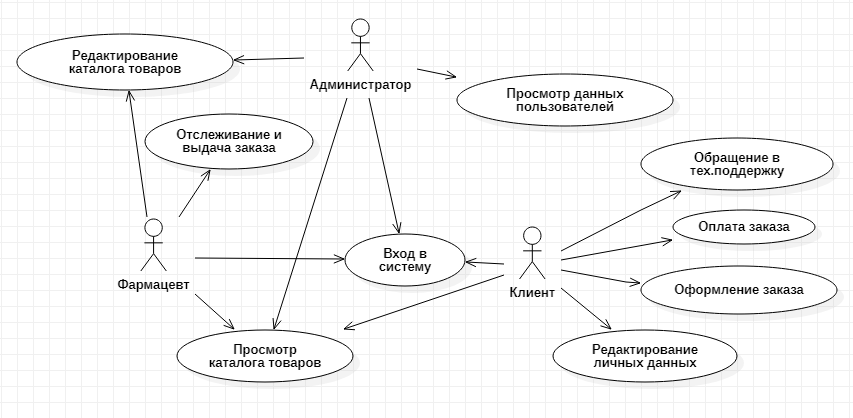 Редактирование
каталога товаров
Администратор
Просмотр данных
пользователей
Отслеживание и
выдача заказа
Обращение в
тех.поддержку
Оплата заказа
Вход в
систему
Фармацевт
Клиент
Оформление заказа
Просмотр
каталога товаров
Редактирование
личных данных